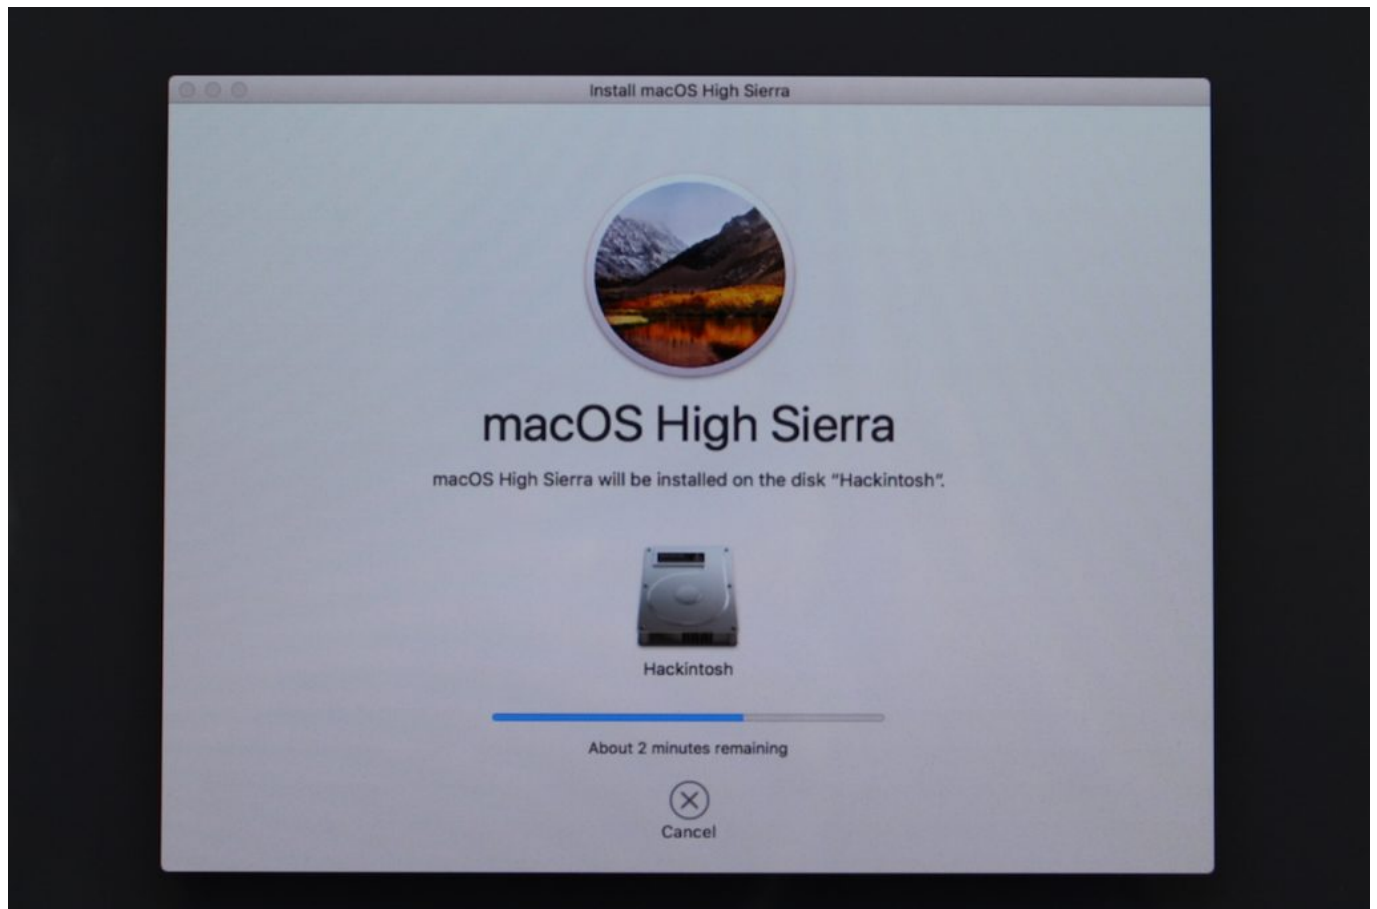 Install macOS High Sierra
macOS High Sierra
macOS High Sierra will be installed on the disk "Hackintosh".
Hackintosh
About 2 minutes remaining
Cancel